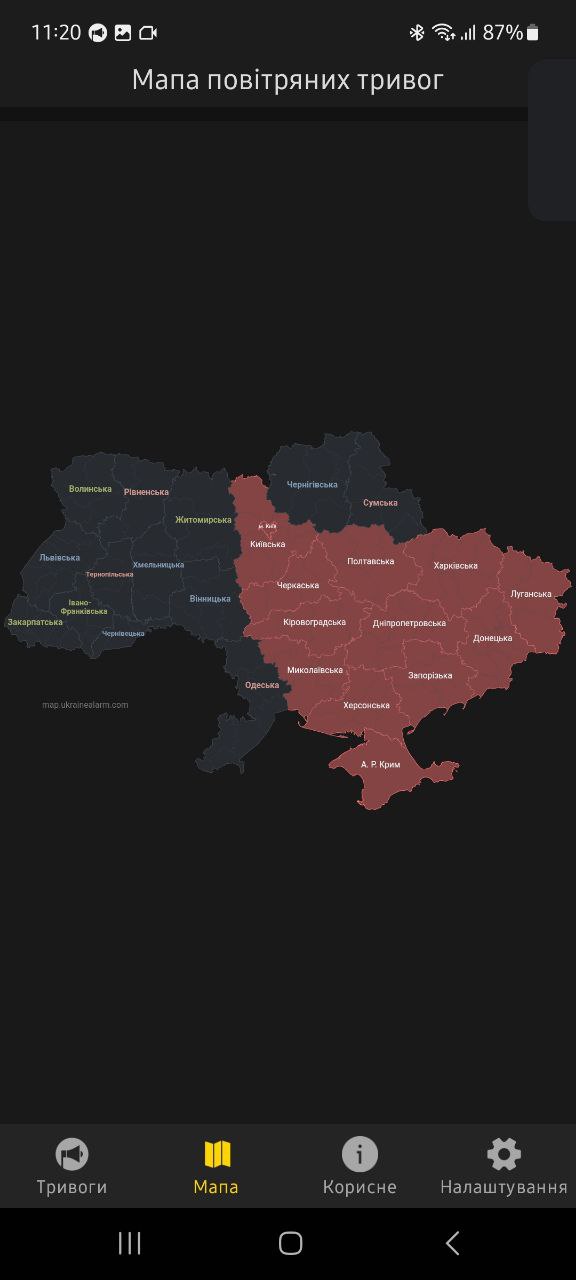 11:20
87%
Мапа повітряних тривог
Волинська
Рівненська
Житомирська
Чернігівська
Сумська
м. Київ
Київська
Львівська
Тернопільська
Хмельницька
Полтавська
Харківська
Черкаська
Луганська
Івано-
Франківська
Вінницька
Закарпатська
Чернівецька
Кіровоградська
Дніпропетровська
Донецька
Одеська
Миколаївська
Запорізька
Херсонська
map.ukrainealarm.com
А. Р. Крим
Тривоги
Мапа
Корисне
Налаштування